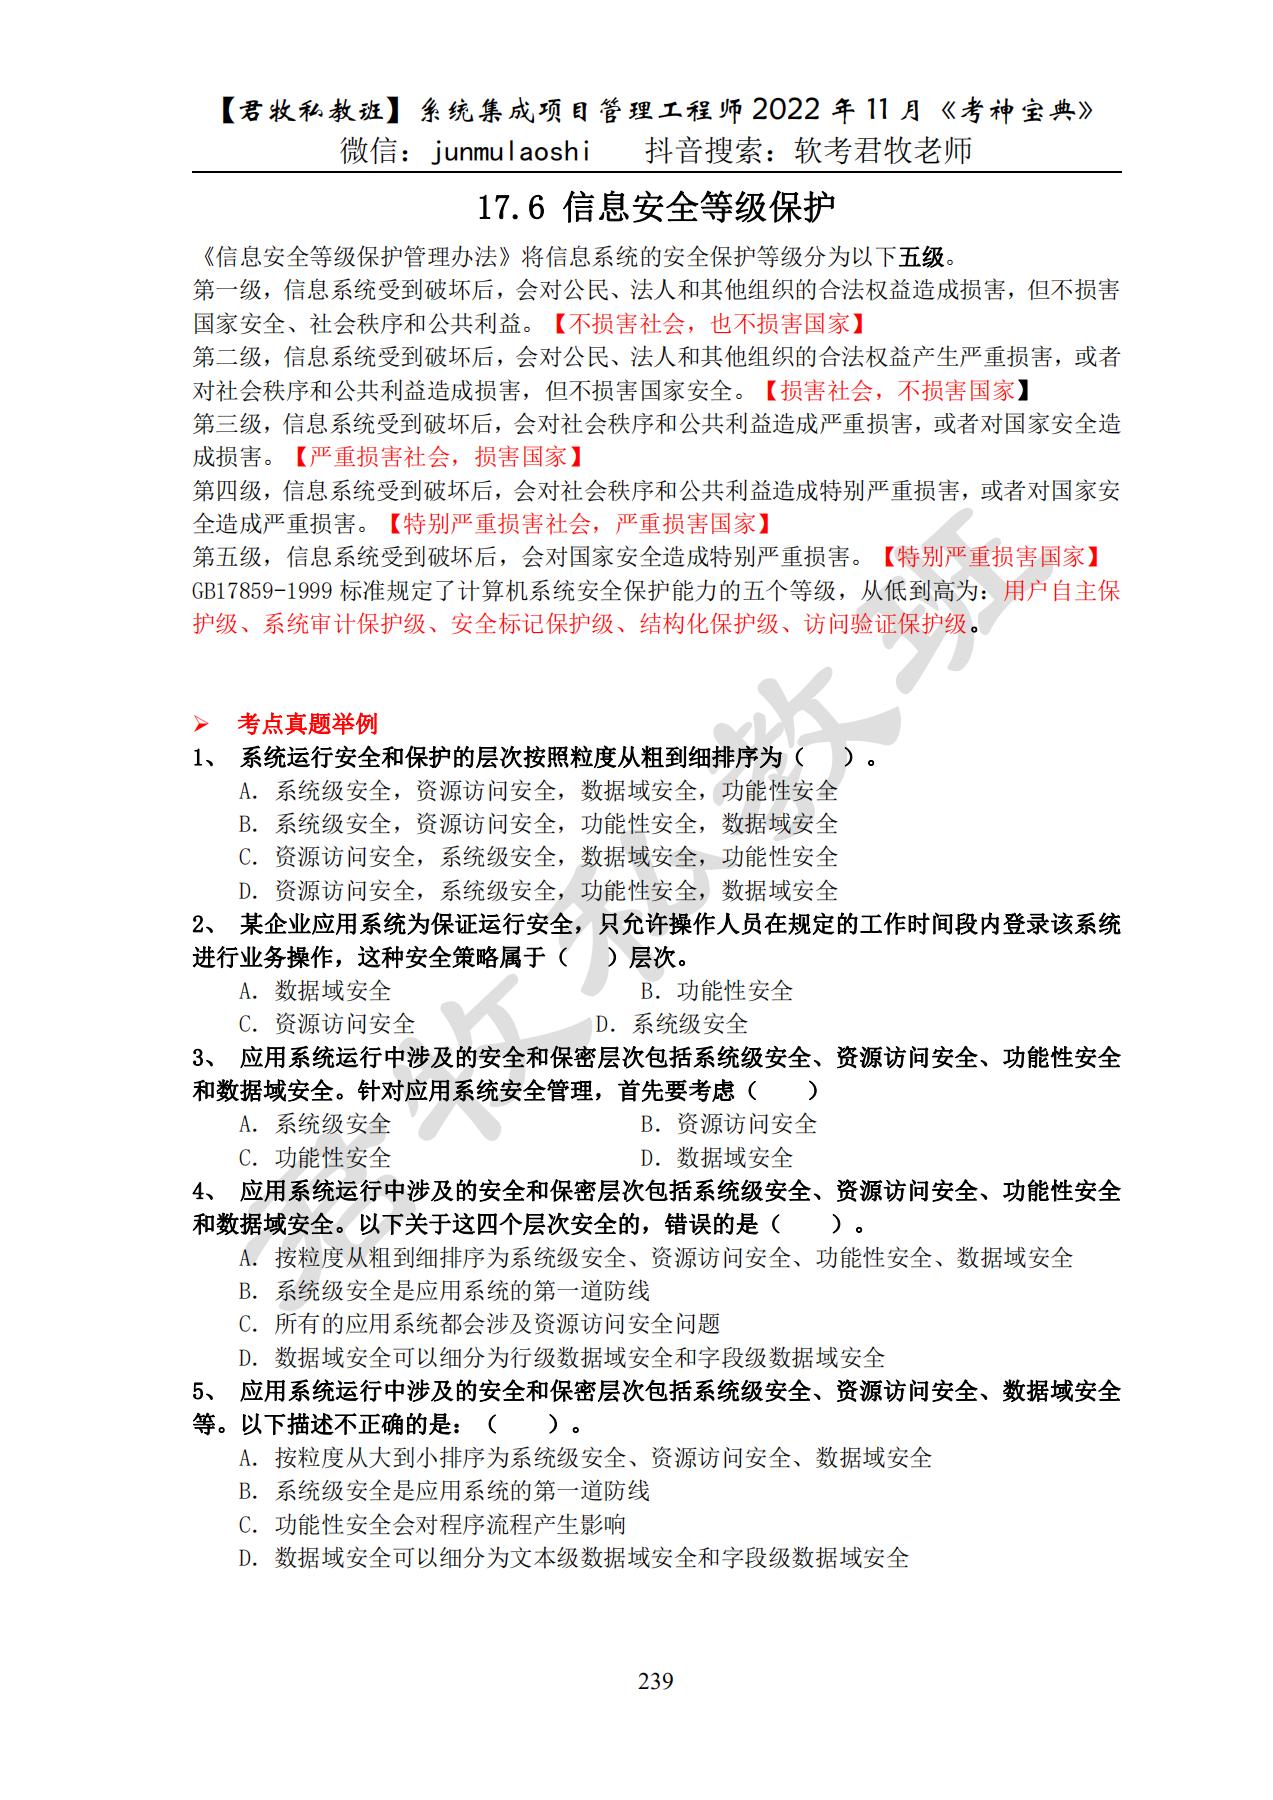 【君牧私教班】系统集成项目管理工程师 2022 年 11 月《考神宝典》
微信：junmulaoshi 抖音搜索：软考君牧老师
17.6 信息安全等级保护
《信息安全等级保护管理办法》将信息系统的安全保护等级分为以下五级。
第一级，信息系统受到破坏后，会对公民、法人和其他组织的合法权益造成损害，但不损害
国家安全、社会秩序和公共利益。【不损害社会，也不损害国家】
第二级，信息系统受到破坏后，会对公民、法人和其他组织的合法权益产生严重损害，或者
对社会秩序和公共利益造成损害，但不损害国家安全。【损害社会，不损害国家】
第三级，信息系统受到破坏后，会对社会秩序和公共利益造成严重损害，或者对国家安全造
成损害。【严重损害社会，损害国家】
第四级，信息系统受到破坏后，会对社会秩序和公共利益造成特别严重损害，或者对国家安
全造成严重损害。【特别严重损害社会，严重损害国家】
第五级，信息系统受到破坏后，会对国家安全造成特别严重损害。【特别严重损害国家】
GB17859-1999 标准规定了计算机系统安全保护能力的五个等级，从低到高为：用户自主保
护级、系统审计保护级、安全标记保护级、结构化保护级、访问验证保护级。
➢ 考点真题举例
1、 系统运行安全和保护的层次按照粒度从粗到细排序为（ ）。
A. 系统级安全，资源访问安全，数据域安全，功能性安全
B. 系统级安全，资源访问安全，功能性安全，数据域安全
C. 资源访问安全，系统级安全，数据域安全，功能性安全
D. 资源访问安全，系统级安全，功能性安全，数据域安全
2、 某企业应用系统为保证运行安全，只允许操作人员在规定的工作时间段内登录该系统
进行业务操作，这种安全策略属于（ ）层次。
A. 数据域安全 B. 功能性安全
C. 资源访问安全 D. 系统级安全
3、 应用系统运行中涉及的安全和保密层次包括系统级安全、资源访问安全、功能性安全
和数据域安全。针对应用系统安全管理，首先要考虑（ ）
A. 系统级安全 B. 资源访问安全
C. 功能性安全 D. 数据域安全
4、 应用系统运行中涉及的安全和保密层次包括系统级安全、资源访问安全、功能性安全
和数据域安全。以下关于这四个层次安全的，错误的是（ ）。
A. 按粒度从粗到细排序为系统级安全、资源访问安全、功能性安全、数据域安全
B. 系统级安全是应用系统的第一道防线
C. 所有的应用系统都会涉及资源访问安全问题
D. 数据域安全可以细分为行级数据域安全和字段级数据域安全
5、 应用系统运行中涉及的安全和保密层次包括系统级安全、资源访问安全、数据域安全
等。以下描述不正确的是：（ ）。
A. 按粒度从大到小排序为系统级安全、资源访问安全、数据域安全
B. 系统级安全是应用系统的第一道防线
C. 功能性安全会对程序流程产生影响
D. 数据域安全可以细分为文本级数据域安全和字段级数据域安全
君牧私教班
239